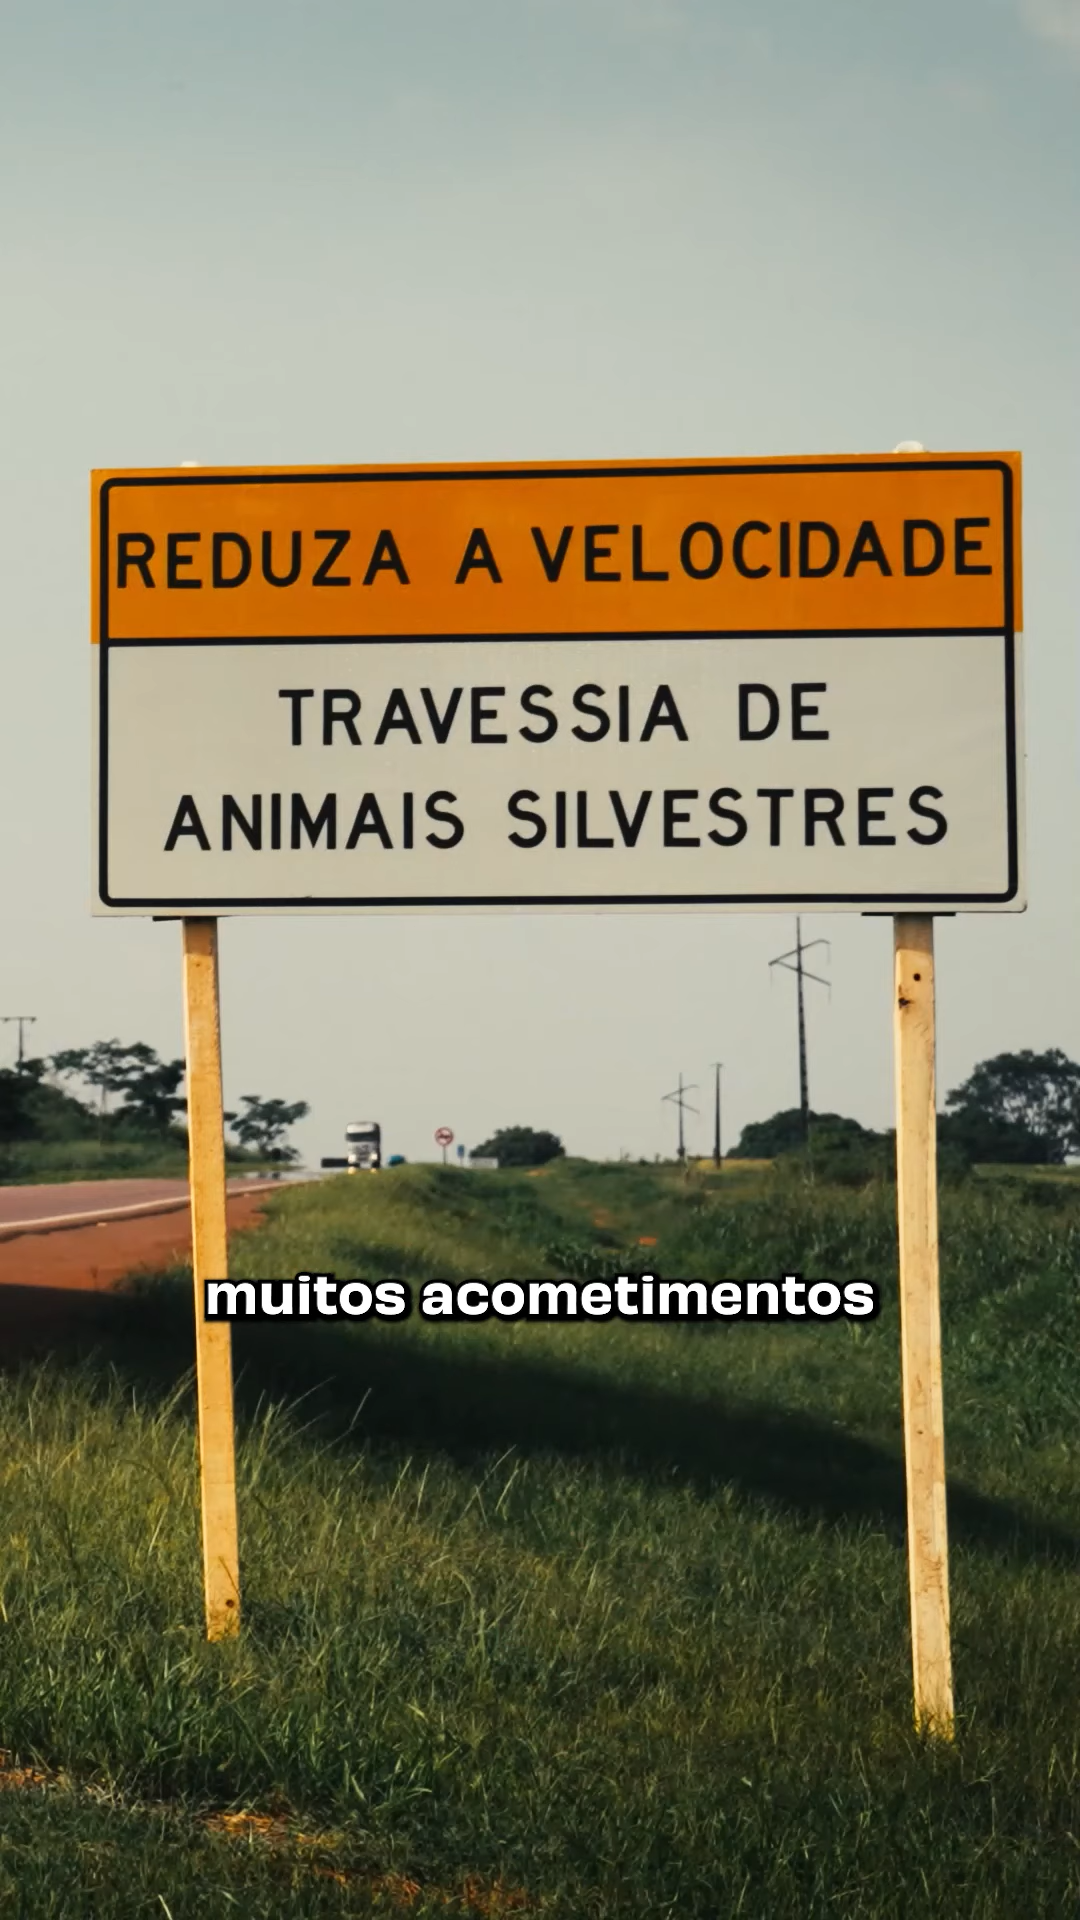 REDUZA A VELOCIDADE
TRAVESSIA DE
ANIMAIS SILVESTRES
muitos acometimentos